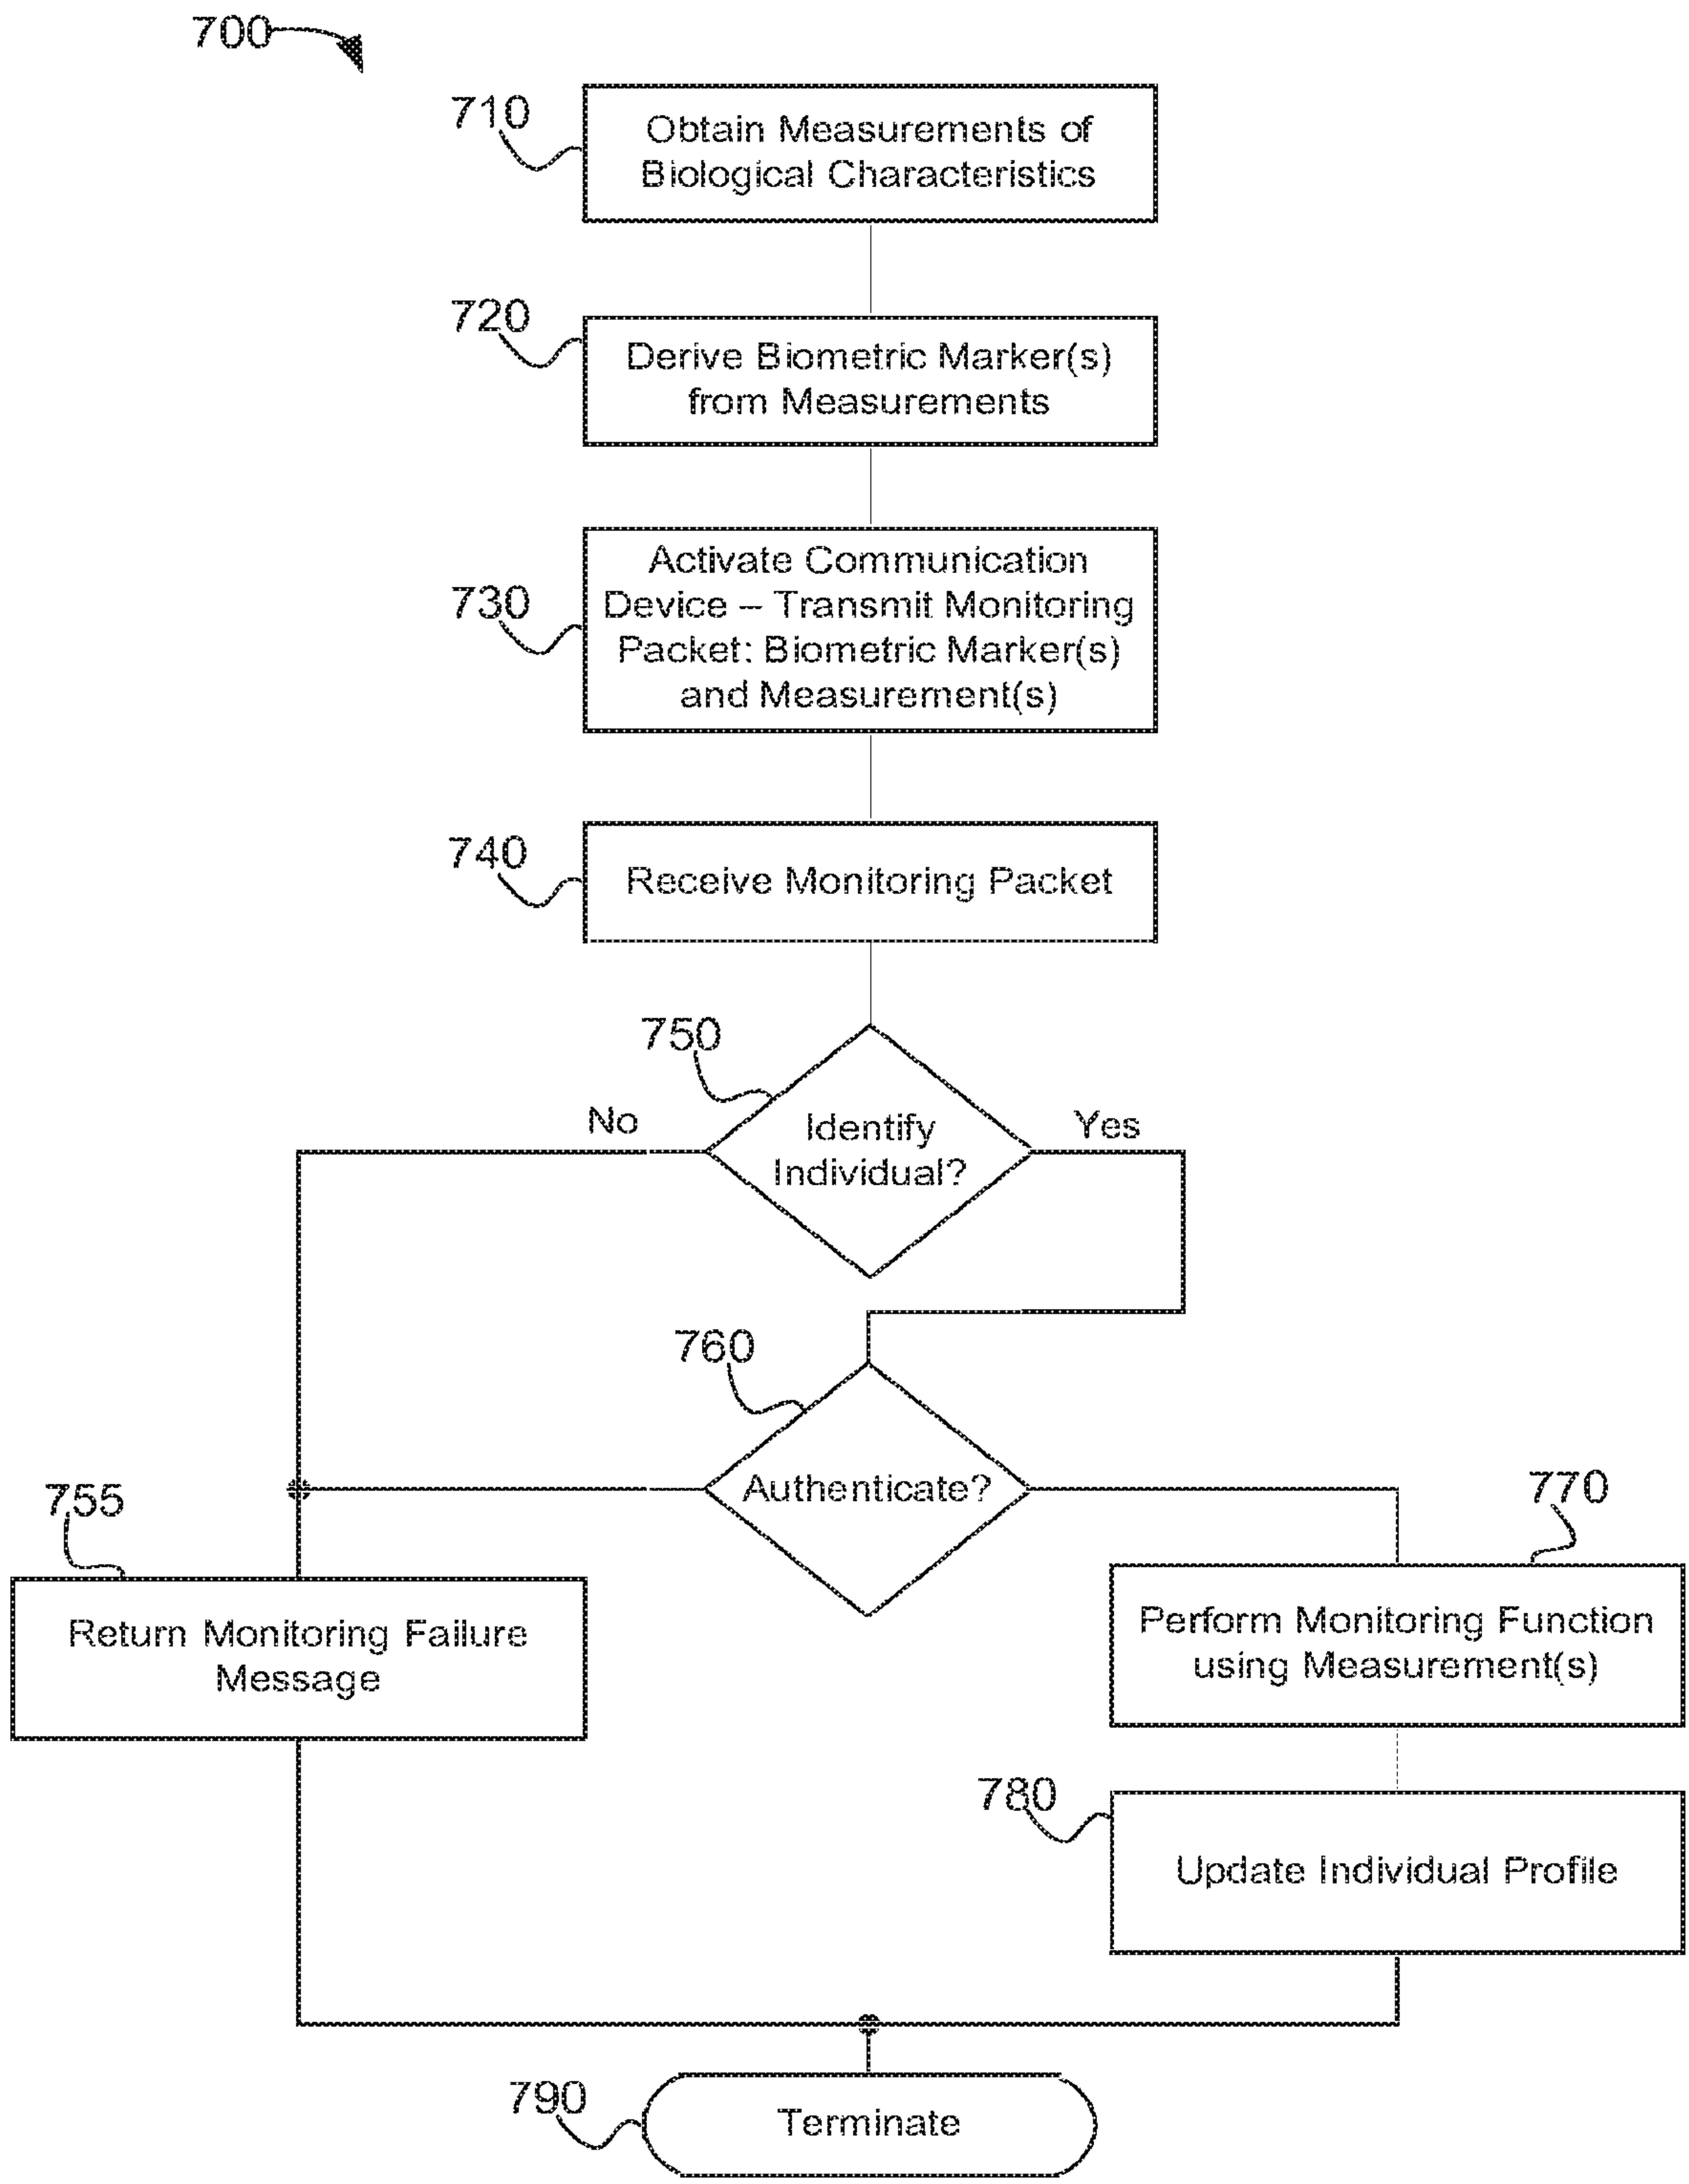 700
710
Obtain Measurements of
Biological Characteristics
720
Derive Biometric Marker(s)
from Measurements
730
Activate Communication
Device – Transmit Monitoring
Packet: Biometric Marker(s)
and Measurement(s)
740
Receive Monitoring Packet
750
No
Yes
Identify
Individual?
760
Authenticate?
755
Return Monitoring Failure
Message
770
Perform Monitoring Function
using Measurement(s)
780
Update Individual Profile
790
Terminate